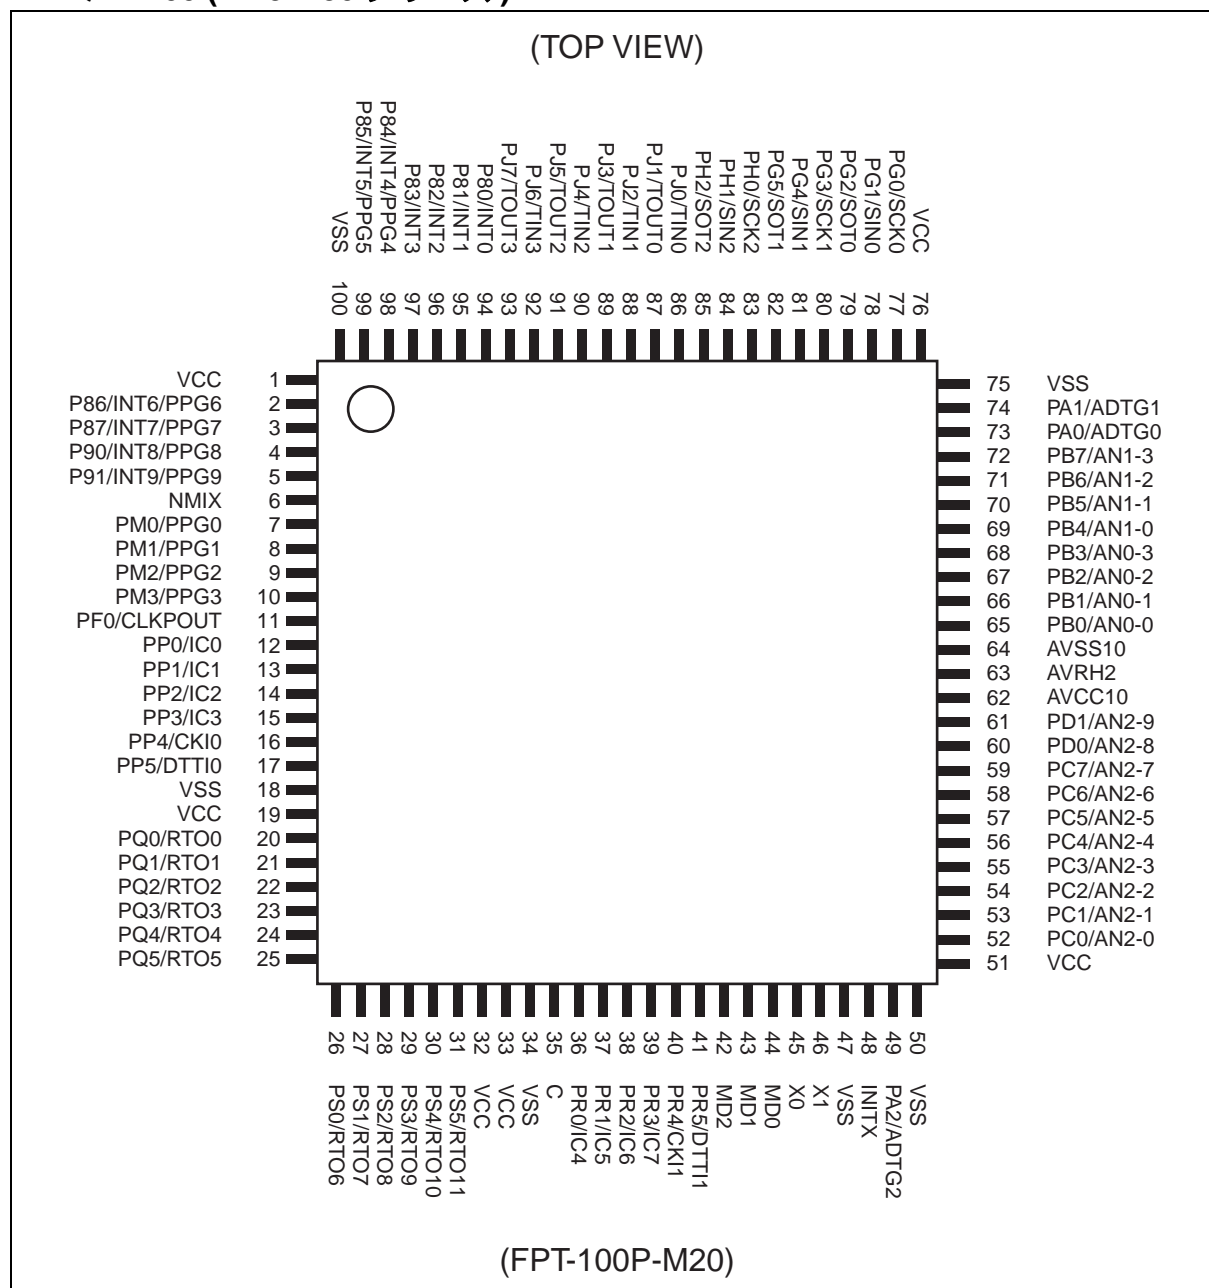 (TOP VIEW)
VSS
P85/INT5/PPG5
P84/INT4/PPG4
P83/INT3
P82/INT2
P81/INT1
P80/INT0
PJ7/TOUT3
PJ6/TIN3
PJ5/TOUT2
PJ4/TIN2
PJ3/TOUT1
PJ2/TIN1
PJ1/TOUT0
PJ0/TIN0
PH2/SOT2
PH1/SIN2
PH0/SCK2
PG5/SOT1
PG4/SIN1
PG3/SCK1
PG2/SOT0
PG1/SIN0
PG0/SCK0
VCC
100
99
98
97
96
95
94
93
92
91
90
89
88
87
86
85
84
83
82
81
80
79
78
77
76
VCC 1
P86/INT6/PPG6 2
P87/INT7/PPG7 3
P90/INT8/PPG8 4
P91/INT9/PPG9 5
NMIX 6
PM0/PPG0 7
PM1/PPG1 8
PM2/PPG2 9
PM3/PPG3 10
PF0/CLKPOUT 11
PP0/IC0 12
PP1/IC1 13
PP2/IC2 14
PP3/IC3 15
PP4/CKI0 16
PP5/DTTI0 17
VSS 18
VCC 19
PQ0/RTO0 20
PQ1/RTO1 21
PQ2/RTO2 22
PQ3/RTO3 23
PQ4/RTO4 24
PQ5/RTO5 25
75 VSS
74 PA1/ADTG1
73 PA0/ADTG0
72 PB7/AN1-3
71 PB6/AN1-2
70 PB5/AN1-1
69 PB4/AN1-0
68 PB3/AN0-3
67 PB2/AN0-2
66 PB1/AN0-1
65 PB0/AN0-0
64 AVSS10
63 AVRH2
62 AVCC10
61 PD1/AN2-9
60 PD0/AN2-8
59 PC7/AN2-7
58 PC6/AN2-6
57 PC5/AN2-5
56 PC4/AN2-4
55 PC3/AN2-3
54 PC2/AN2-2
53 PC1/AN2-1
52 PC0/AN2-0
51 VCC
26
27
28
29
30
31
32
33
34
35
36
37
38
39
40
41
42
43
44
45
46
47
48
49
50
PS0/RTO6
PS1/RTO7
PS2/RTO8
PS3/RTO9
PS4/RTO10
PS5/RTO11
VCC
VCC
VSS
C
PR0/IC4
PR1/IC5
PR2/IC6
PR3/IC7
PR4/CKI1
PR5/DTTI1
MD2
MD1
MD0
X0
X1
VSS
INITX
PA2/ADTG2
VSS
(FPT-100P-M20)